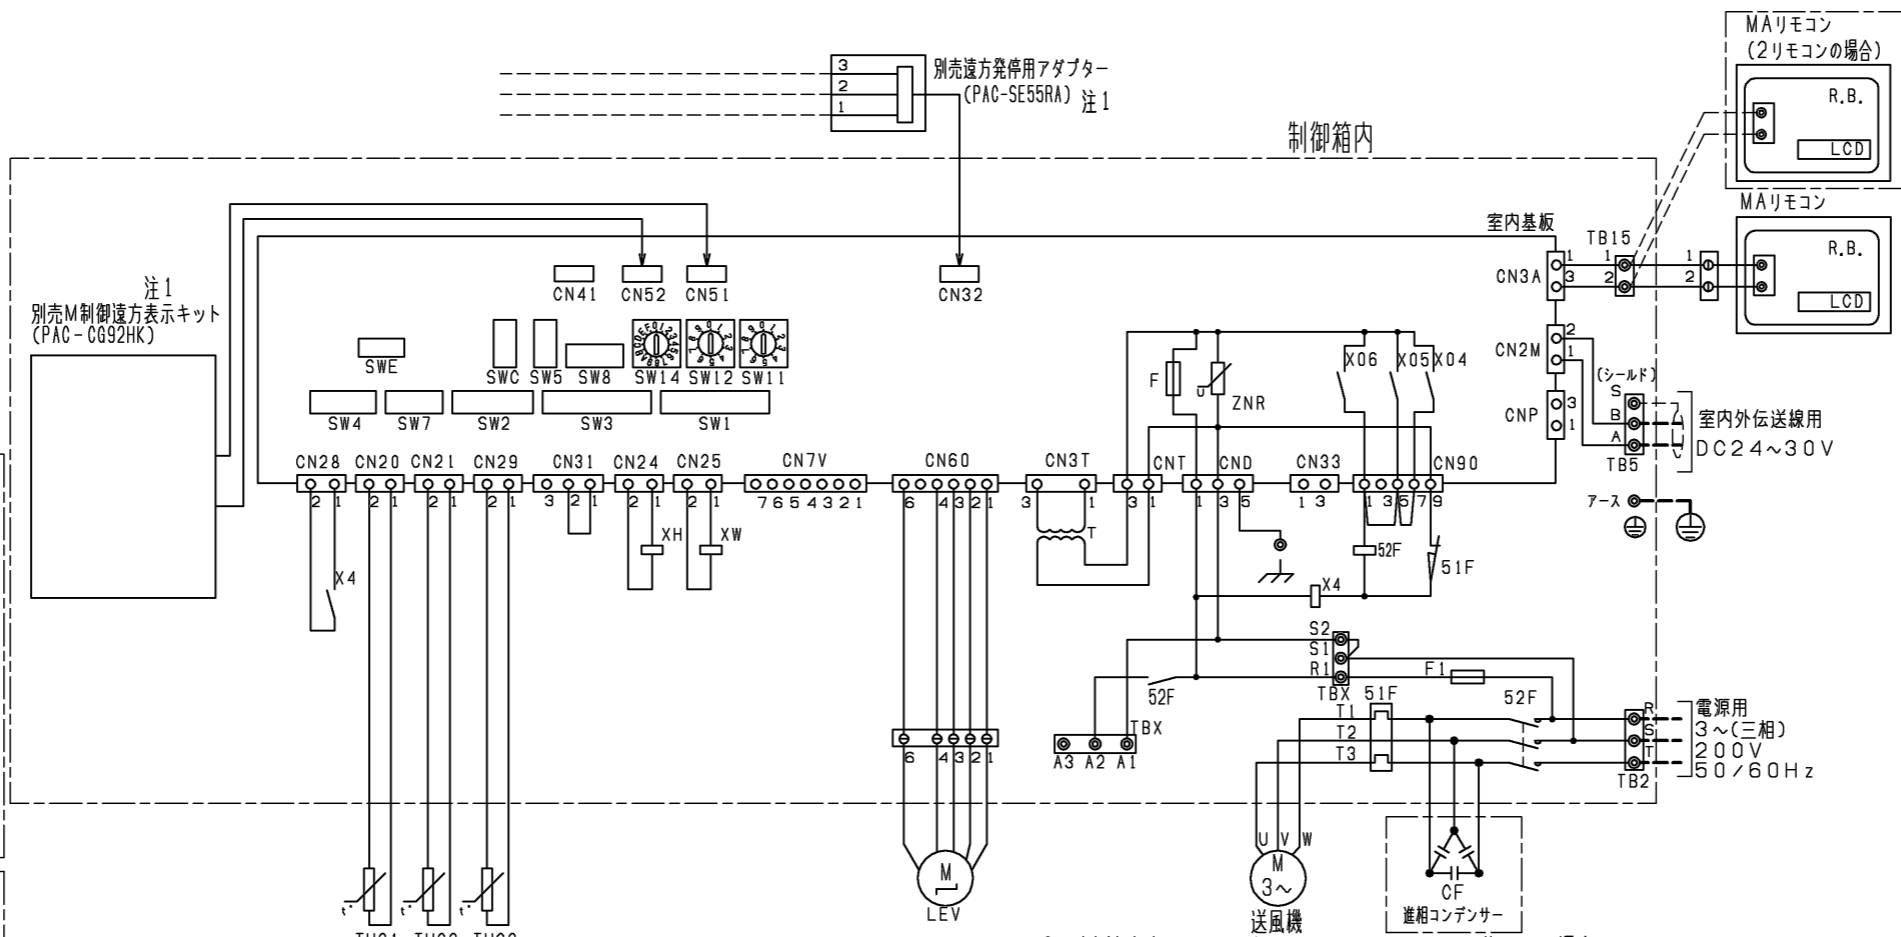 MAリモコン
(2リモコンの場合)
R.B.
LCD
3
2
1
別売遠方発停用アダプター
(PAC-SE55RA) 注1
制御箱内
MAリモコン
R.B.
LCD
室内基板
TB15
CN3A
1
3
1
2
1
2
CN41
CN52
CN51
CN32
注1
別売M制御遠方表示キット
(PAC-CG92HK)
SWE
SWC
SW5
SW8
SW14
SW12
SW11
SW4
SW7
SW2
SW3
SW1
F
U
ZNR
X06
X05
X04
CN2M
2
1
CNP
3
1
(シールド)
S
B
A
TB5
室内外伝送線用
DC24~30V
アース
CN28
CN20
CN21
CN29
CN31
CN24
CN25
CN7V
CN60
CN3T
CNT
CND
CN33
CN90
2 1
2 1
2 1
2 1
3 2 1
2 1
2 1
7 6 5 4 3 2 1
6 4 3 2 1
3 1
3 1
1 3 5
1 3
1 3 5 7 9
XH
XW
T
52F
51F
X4
X4
S2
S1
R1
TBX
F1
52F
51F
52F
TBX
A3 A2 A1
T1
T2
T3
R
S
T
TB2
電源用
3~(三相)
200V
50/60Hz
6 4 3 2 1
M
LEV
U V W
M
3~
送風機
CF
進相コンデンサー
t°
t°
t°